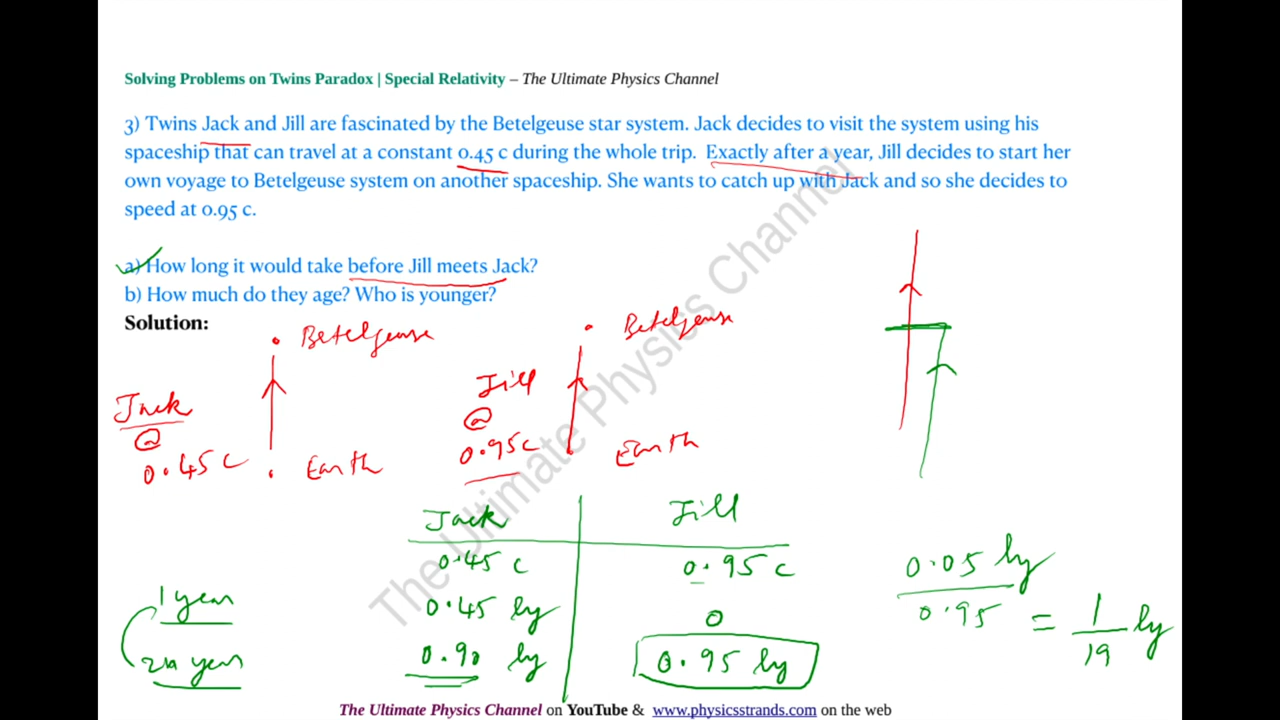 Solving Problems on Twins Paradox | Special Relativity – The Ultimate Physics Channel
3) Twins Jack and Jill are fascinated by the Betelgeuse star system. Jack decides to visit the system using his
spaceship that can travel at a constant 0.45 c during the whole trip. Exactly after a year, Jill decides to start her
own voyage to Betelgeuse system on another spaceship. She wants to catch up with Jack and so she decides to
speed at 0.95 c.
a) How long it would take before Jill meets Jack?
b) How much do they age? Who is younger?
Solution:
Betelgeuse
Jack
@
0.45 c
Earth
Betelgeuse
Jill
@
0.95 c
Earth
Jack Jill
0.45 c 0.95 c
1 year 0.45 ly 0
2nd year 0.90 ly 0.95 ly
0.05 ly
0.95
= 1/19 ly
The Ultimate Physics Channel
The Ultimate Physics Channel on YouTube & www.physicsstrands.com on the web